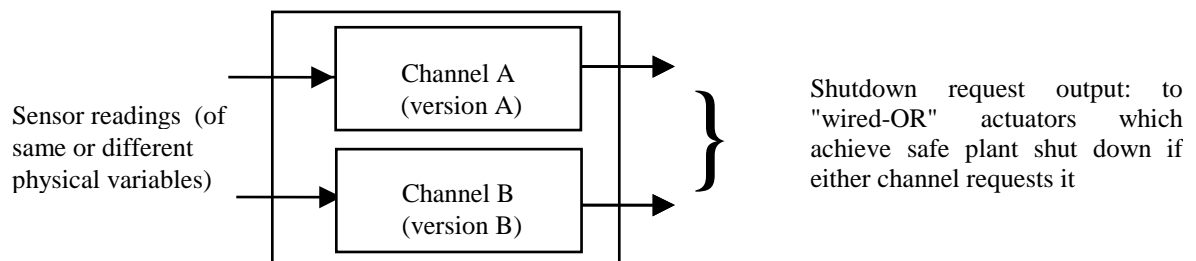 Sensor readings (of
same or different
physical variables)
Channel A
(version A)
Channel B
(version B)
}
Shutdown request output: to
"wired-OR" actuators which
achieve safe plant shut down if
either channel requests it